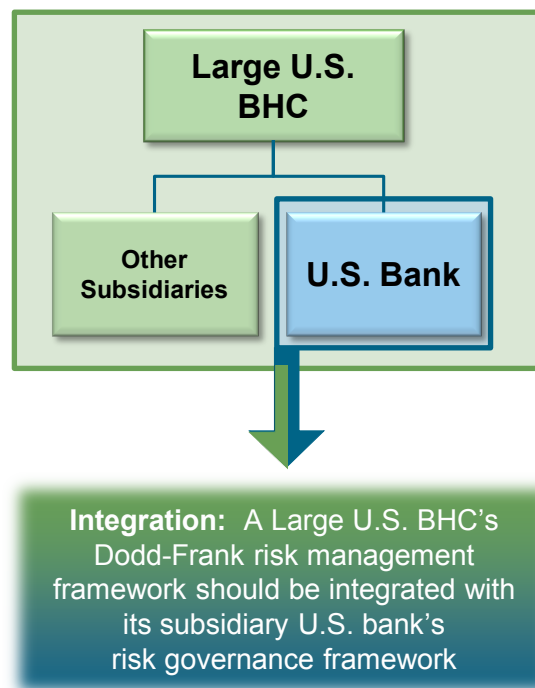 Large U.S.
BHC
Other
Subsidiaries
U.S. Bank
Integration: A Large U.S. BHC’s
Dodd-Frank risk management
framework should be integrated with
its subsidiary U.S. bank’s
risk governance framework